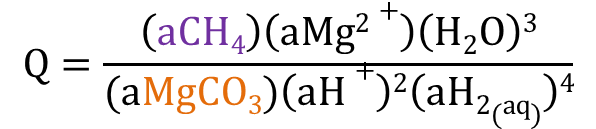 Q = (aCH₄)(aMg²⁺)(H₂O)³
(aMgCO₃)(aH⁺)²(aH₂₍aq₎)⁴